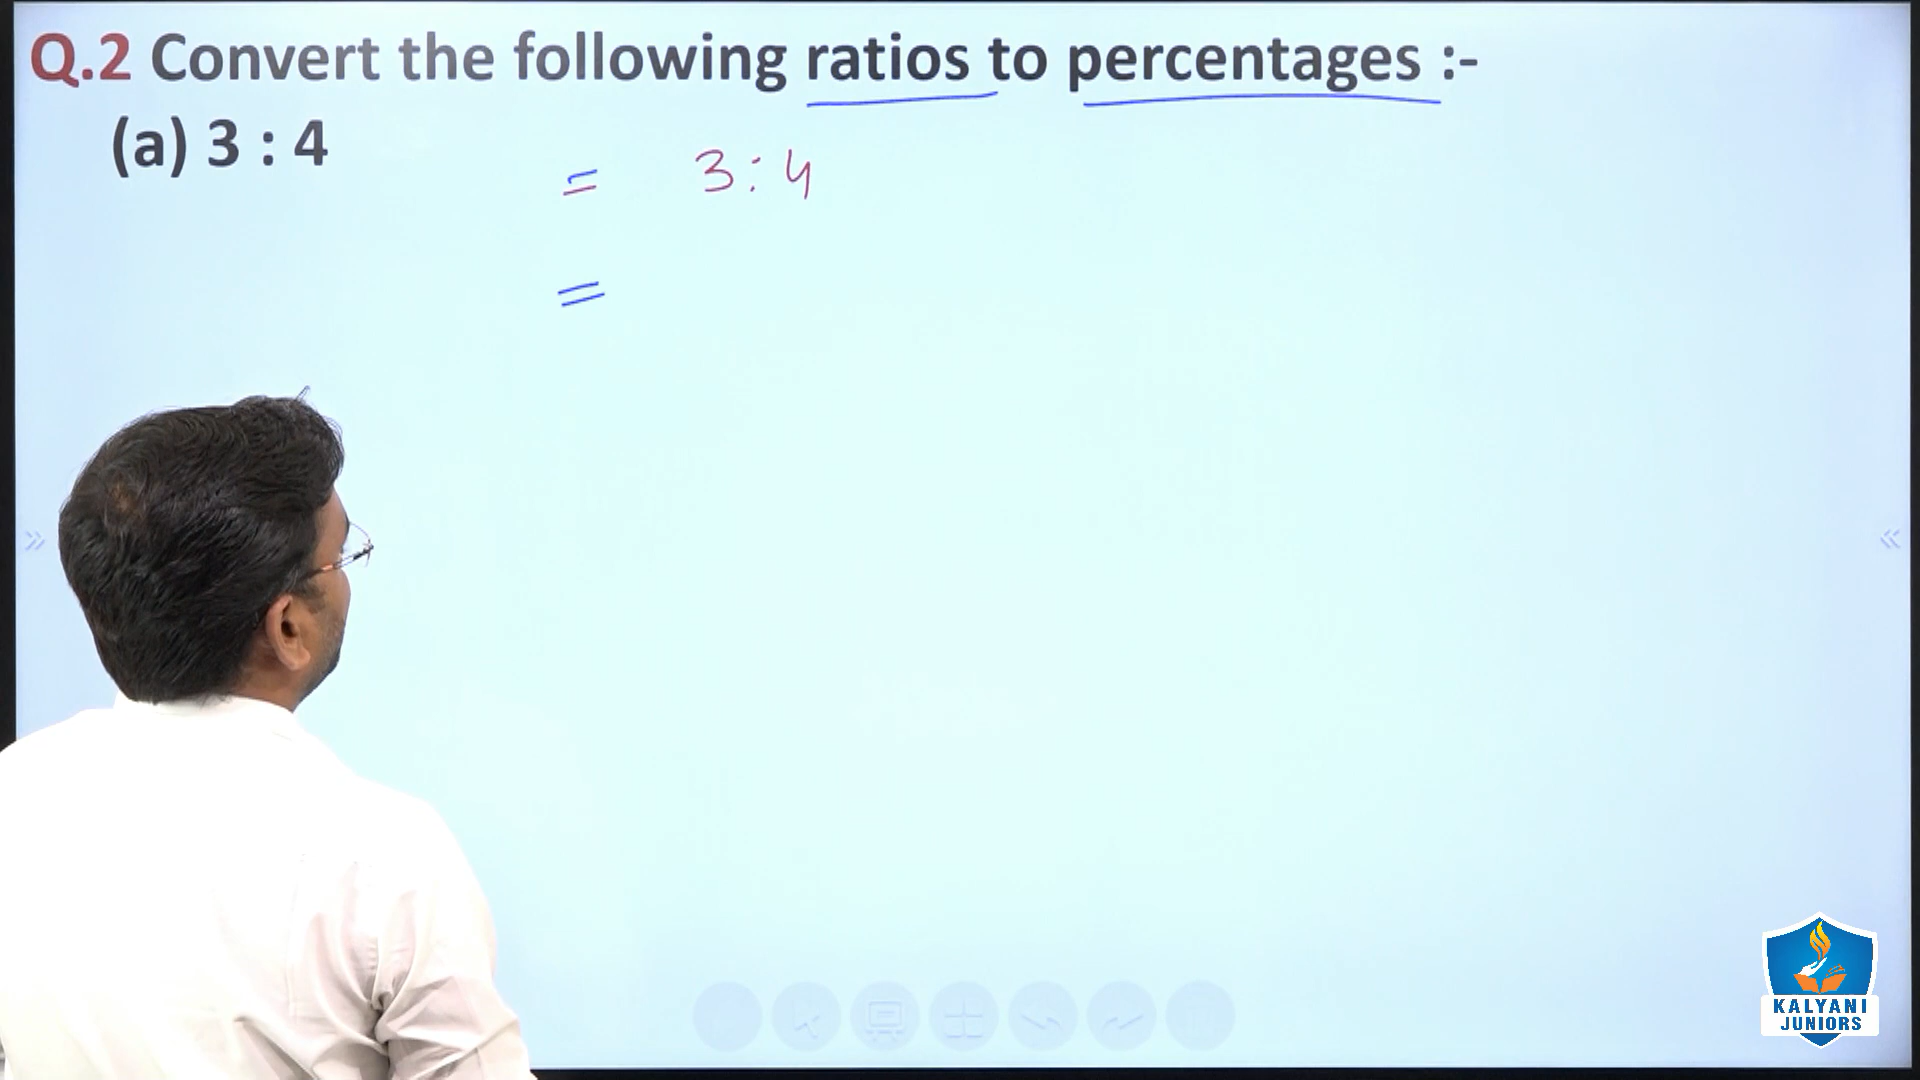 Q.2 Convert the following ratios to percentages :-
(a) 3 : 4
= 3 : 4
=
KALYANI
JUNIORS